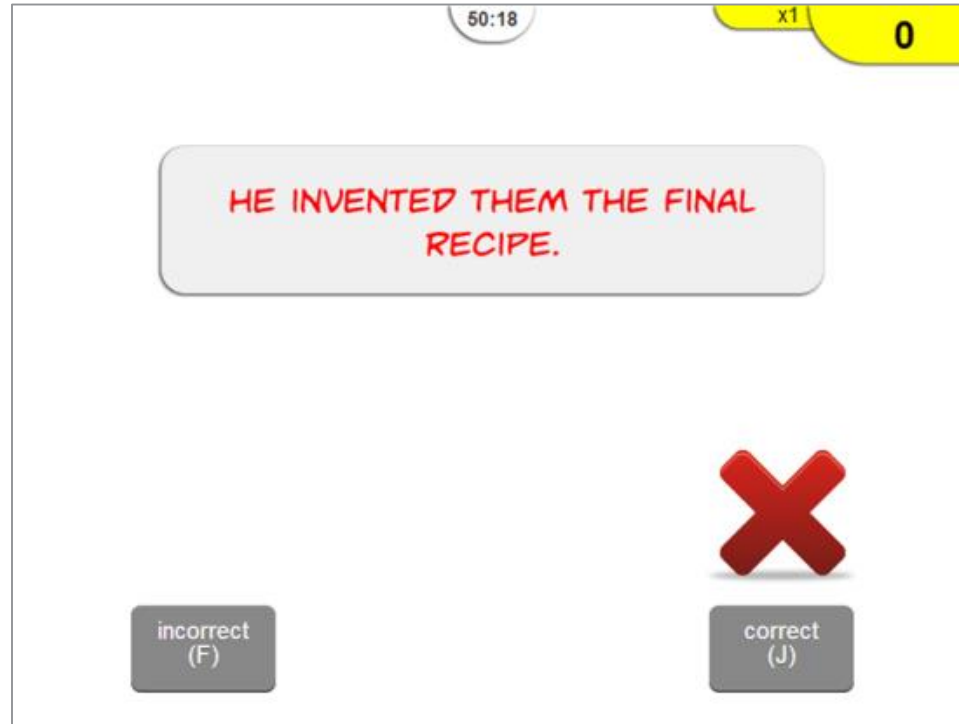 50:18
x1
0
HE INVENTED THEM THE FINAL
RECIPE.
incorrect
(F)
correct
(J)